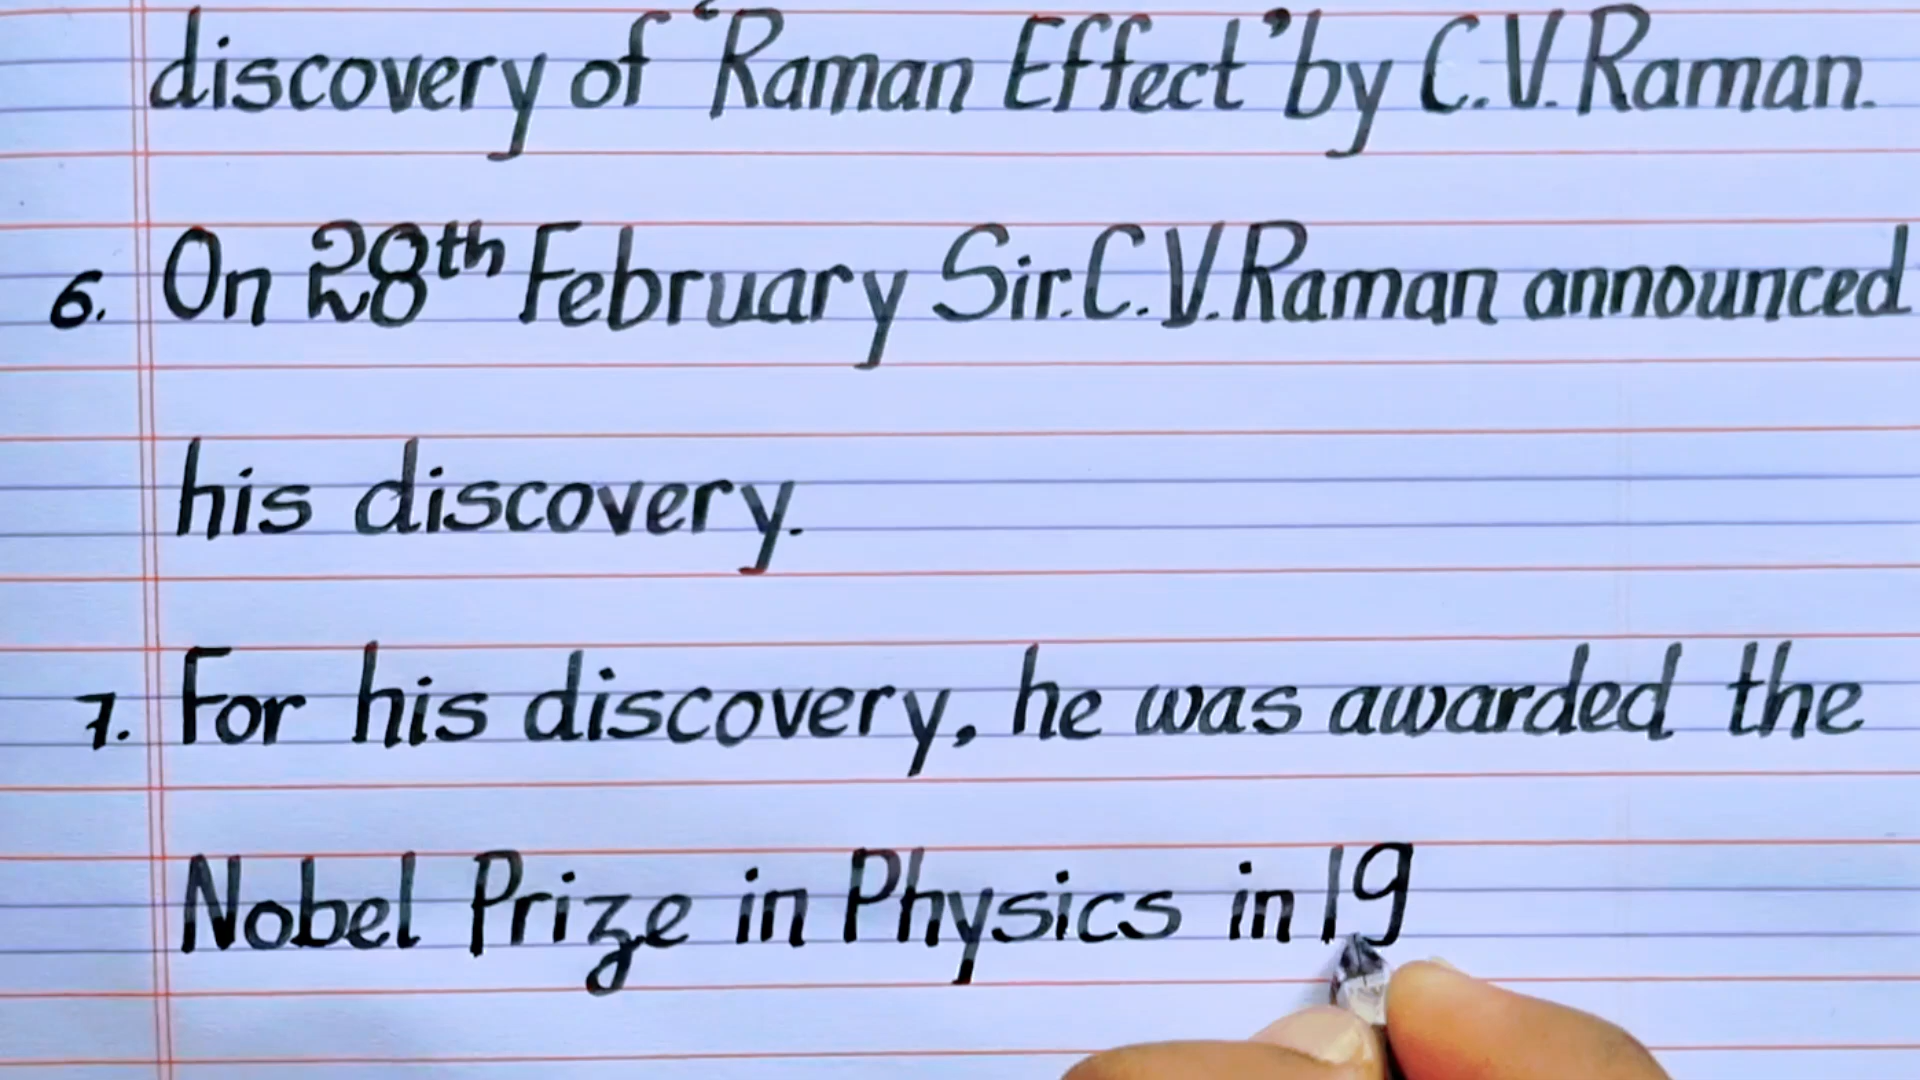 discovery of “Raman Effect” by C.V. Raman.
6. On 28th February Sir. C.V. Raman announced
his discovery.
7. For his discovery, he was awarded the
Nobel Prize in Physics in 19